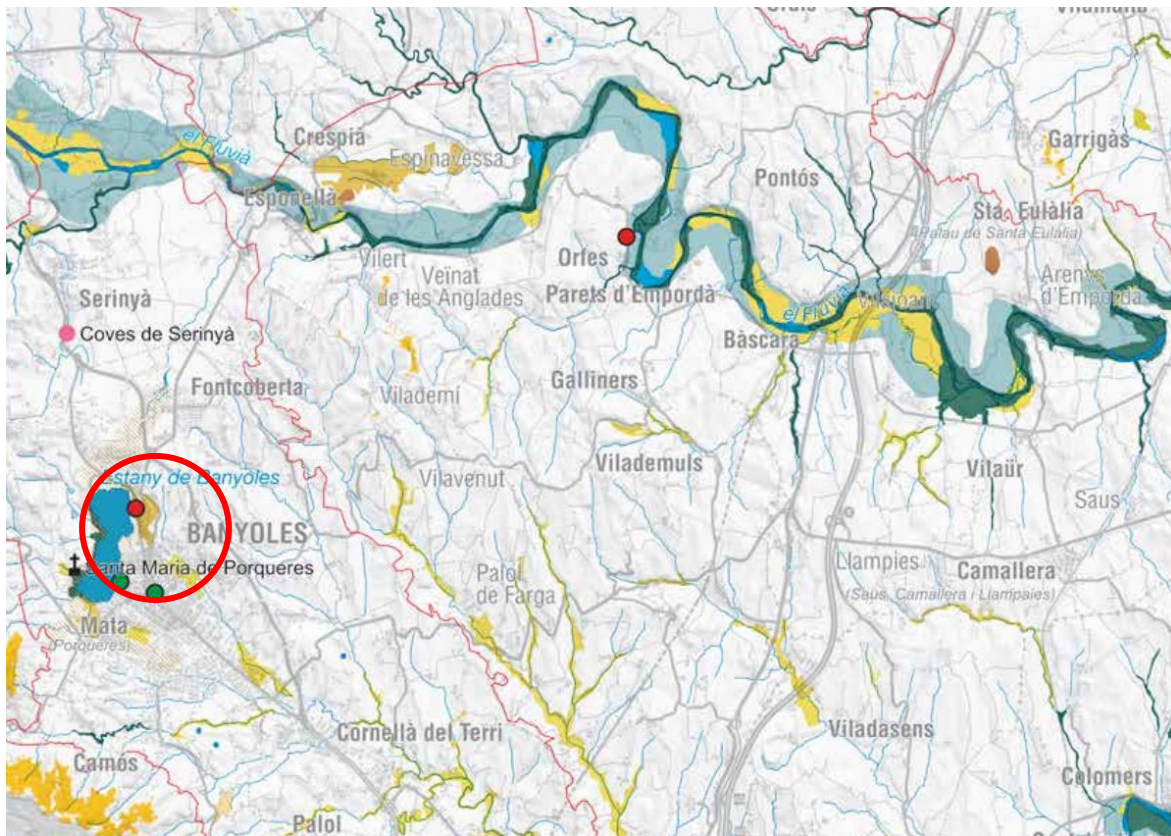 Crespià
Espinavessa
el Fluvià
Esponellà
Garrigàs
Pontós
Sta. Eulàlia
(Palau de Santa Eulàlia)
Orfes
Vilert
Veïnat
de les Anglades
Parets d'Empordà
Arenys
d'Empordà
Serinyà
el Fluvià
Coves de Serinyà
Bàscara
Fontcoberta
Galliners
Vilademí
Vilademuls
Vilaür
Estany de Banyoles
Vilavenut
Saus
BANYOLES
Llampies
Camallera
(Saus, Camallera i Llampaies)
Santa Maria de Porqueres
Palol
de Farga
Mata
(Porqueres)
Cornellà del Terri
Viladasens
Camós
Colomers
Palol